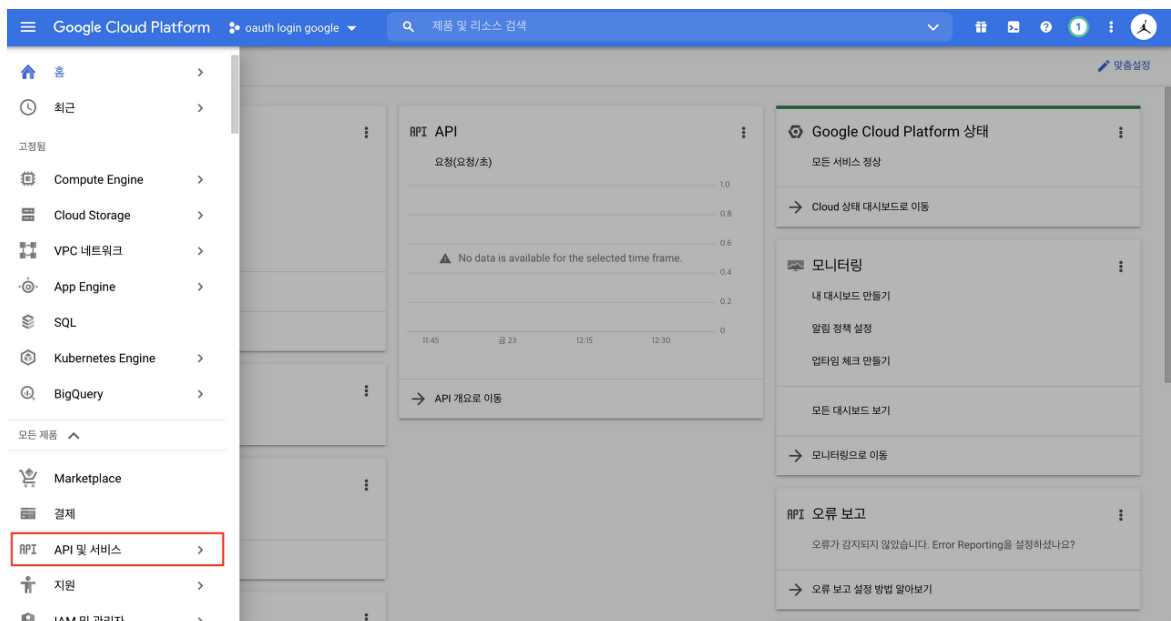 Google Cloud Platform
oauth login google
제품 및 리소스 검색
1
홈
최근
고정됨
Compute Engine
Cloud Storage
VPC 네트워크
App Engine
SQL
Kubernetes Engine
BigQuery
모든 제품
Marketplace
결제
API API 및 서비스
지원
IAM 및 관리자
맞춤설정
API API
요청(요청/초)
1.0
0.8
0.6
No data is available for the selected time frame.
0.4
0.2
0
11:45 금 23 12:15 12:30
API 개요로 이동
Google Cloud Platform 상태
모든 서비스 정상
Cloud 상태 대시보드로 이동
모니터링
내 대시보드 만들기
알림 정책 설정
업타임 체크 만들기
모든 대시보드 보기
모니터링으로 이동
API 오류 보고
오류가 감지되지 않았습니다. Error Reporting을 설정하셨나요?
오류 보고 설정 방법 알아보기